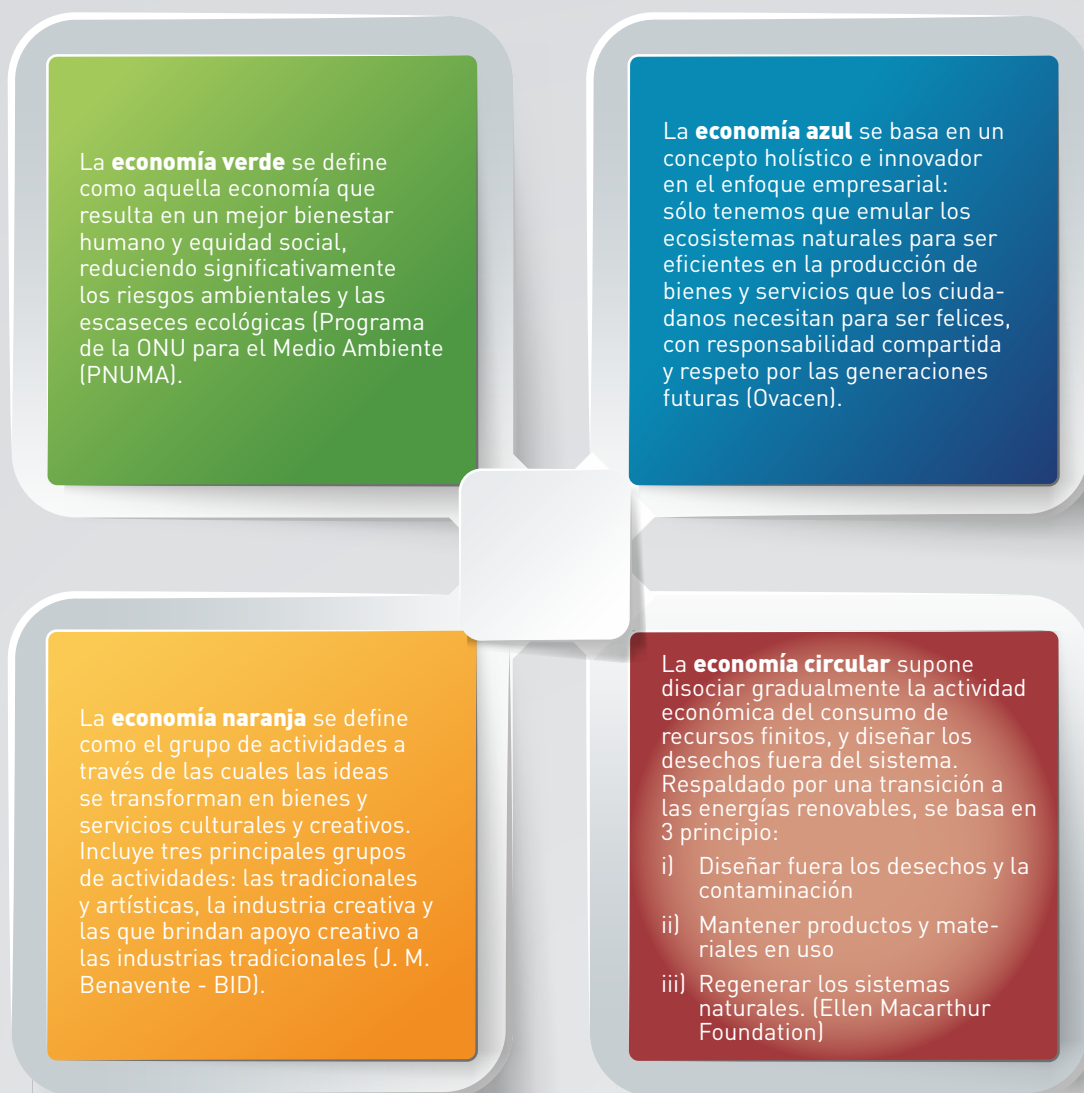 La economía verde se define
como aquella economía que
resulta en un mejor bienestar
humano y equidad social,
reduciendo significativamente
los riesgos ambientales y las
escaseces ecológicas (Programa
de la ONU para el Medio Ambiente
(PNUMA).
La economía azul se basa en un
concepto holístico e innovador
en el enfoque empresarial:
sólo tenemos que emular los
ecosistemas naturales para ser
eficientes en la producción de
bienes y servicios que los ciuda-
danos necesitan para ser felices,
con responsabilidad compartida
y respeto por las generaciones
futuras (Ovacen).
La economía naranja se define
como el grupo de actividades a
través de las cuales las ideas
se transforman en bienes y
servicios culturales y creativos.
Incluye tres principales grupos
de actividades: las tradicionales
y artísticas, la industria creativa y
las que brindan apoyo creativo a
las industrias tradicionales (J. M.
Benavente - BID).
La economía circular supone
disociar gradualmente la actividad
económica del consumo de
recursos finitos, y diseñar los
desechos fuera del sistema.
Respaldado por una transición a
las energías renovables, se basa en
3 principio:
i) Diseñar fuera los desechos y la
contaminación
ii) Mantener productos y mate-
riales en uso
iii) Regenerar los sistemas
naturales. (Ellen Macarthur
Foundation)